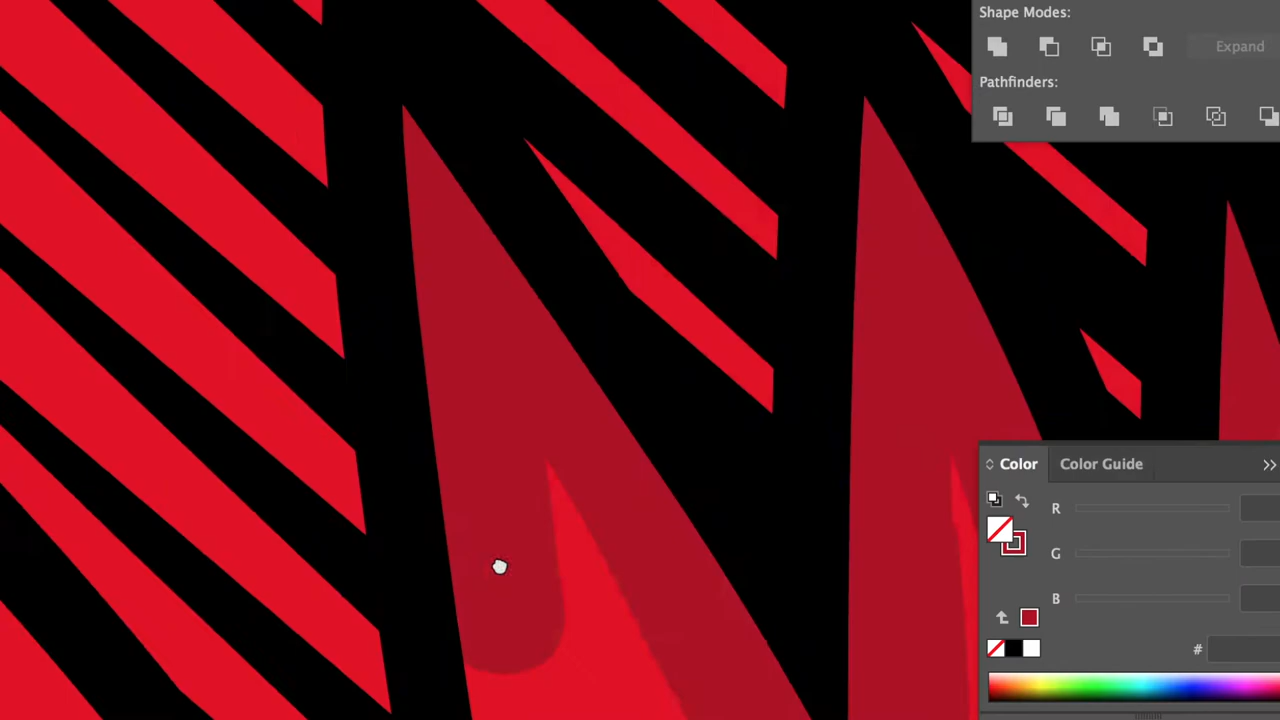 Shape Modes:
Expand
Pathfinders:
Color
Color Guide
R
G
B
#